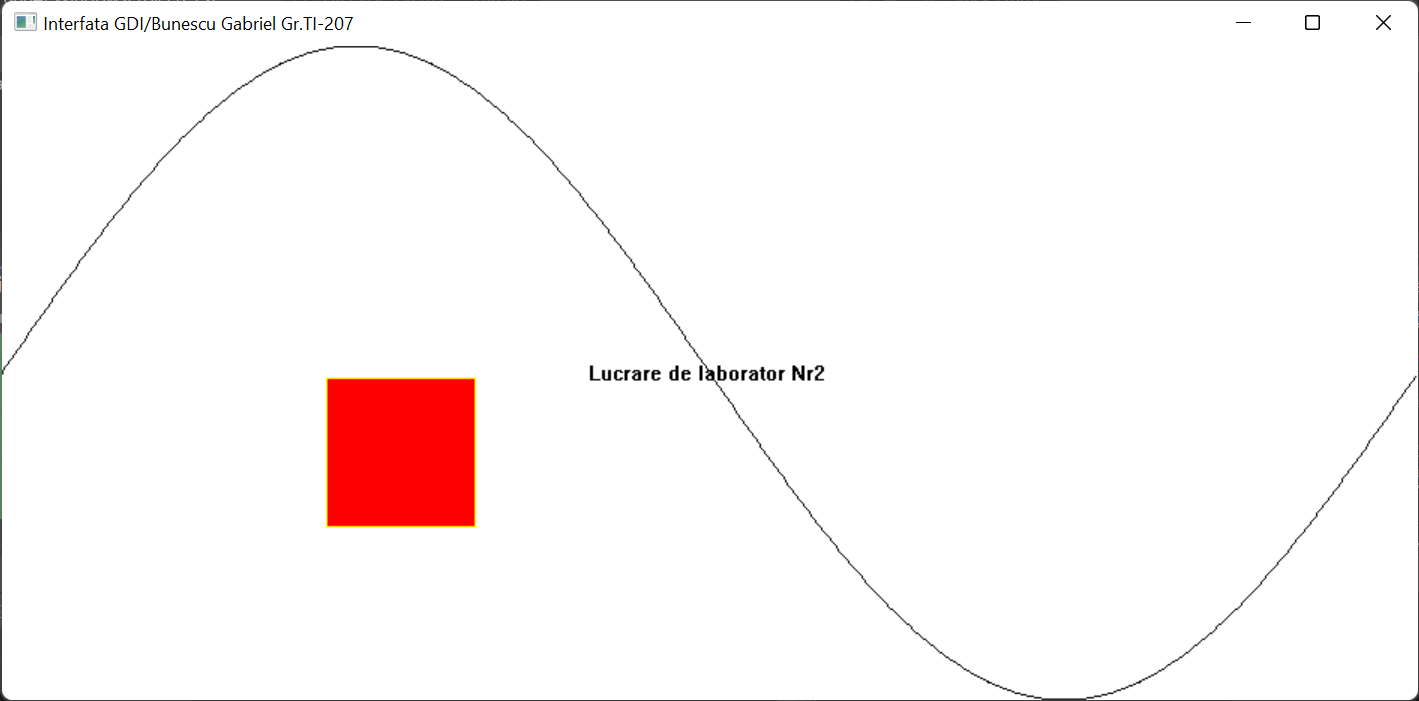 Interfata GDI/Bunescu Gabriel Gr.TI-207
Lucrare de laborator Nr2